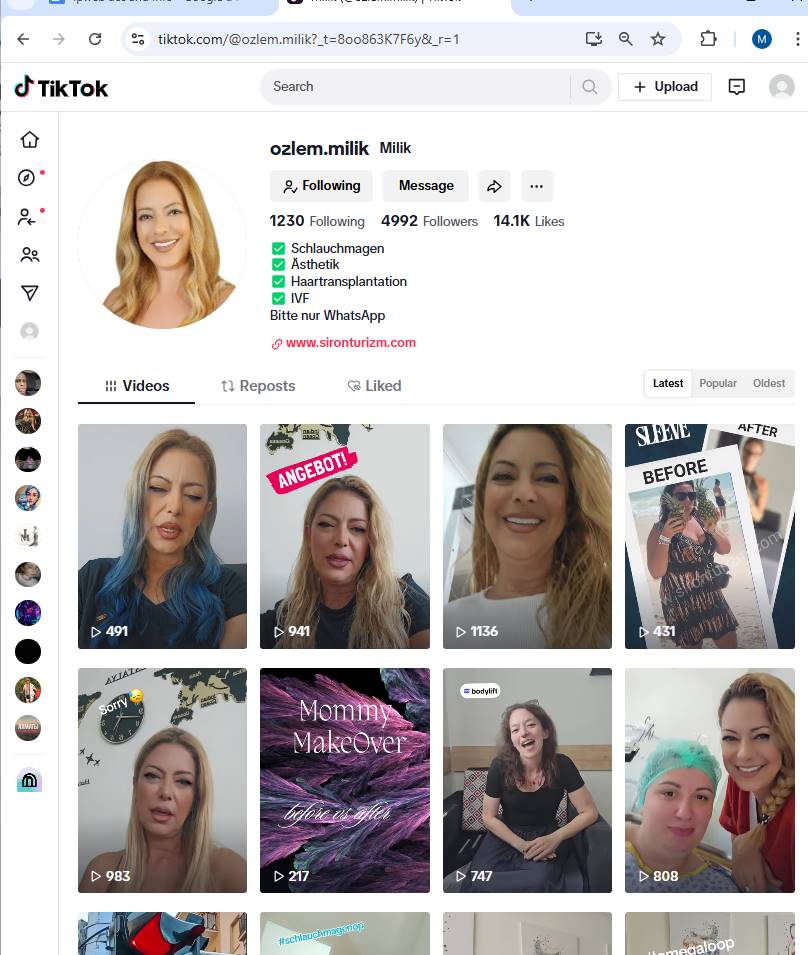 tiktok.com/@ozlem.milik?_t=8oo863K7F6y&_r=1
M
TikTok
Search
Upload
ozlem.milik Milik
Following
Message
1230 Following 4992 Followers 14.1K Likes
Schlauchmagen
Ästhetik
Haartransplantation
IVF
Bitte nur WhatsApp
www.sironturizm.com
Videos
Reposts
Liked
Latest
Popular
Oldest
491
ANGEBOT!
941
1136
SLEEVE
BEFORE
AFTER
431
Sorry
983
Mommy
MakeOver
before vs after
217
bodylift
747
808
#schlauchmagenop
#omegaloop